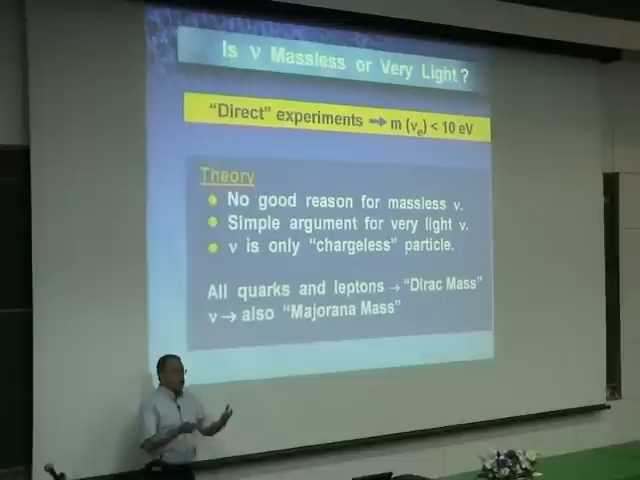 Is ν Massless or Very Light?
“Direct” experiments ➡ m (νₑ) < 10 eV
Theory
● No good reason for massless ν.
● Simple argument for very light ν.
● ν is only “chargeless” particle.
All quarks and leptons → “Dirac Mass”
ν → also “Majorana Mass”